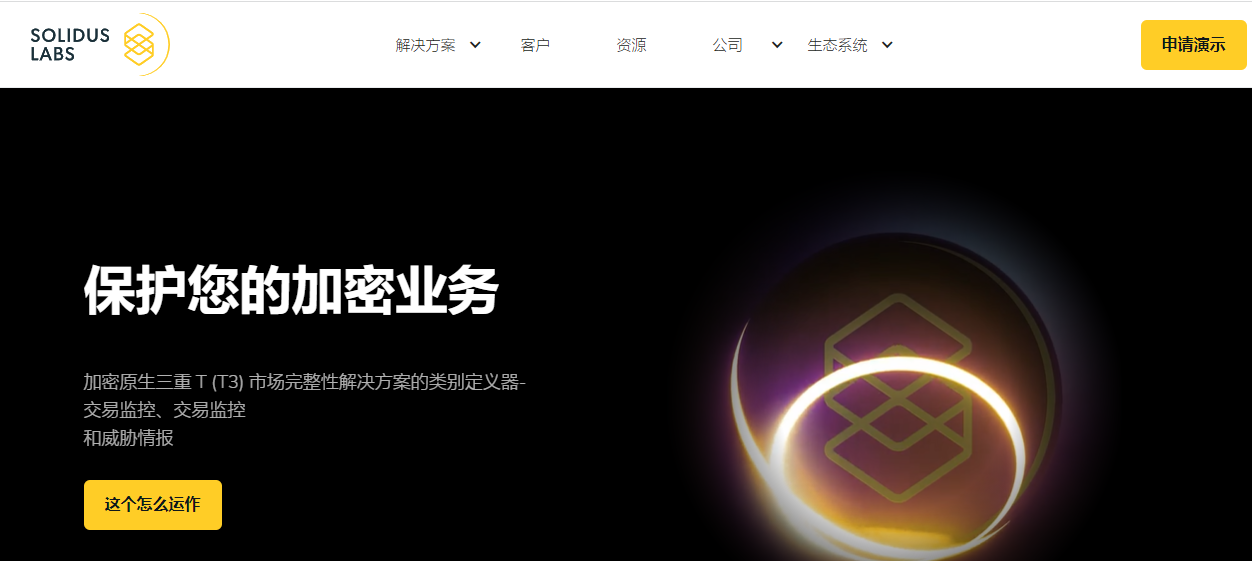 SOLIDUS
LABS
解决方案
客户
资源
公司
生态系统
申请演示
保护您的加密业务
加密原生三重 T (T3) 市场完整性解决方案的类别定义器-
交易监控、交易监控
和威胁情报
这个怎么运作